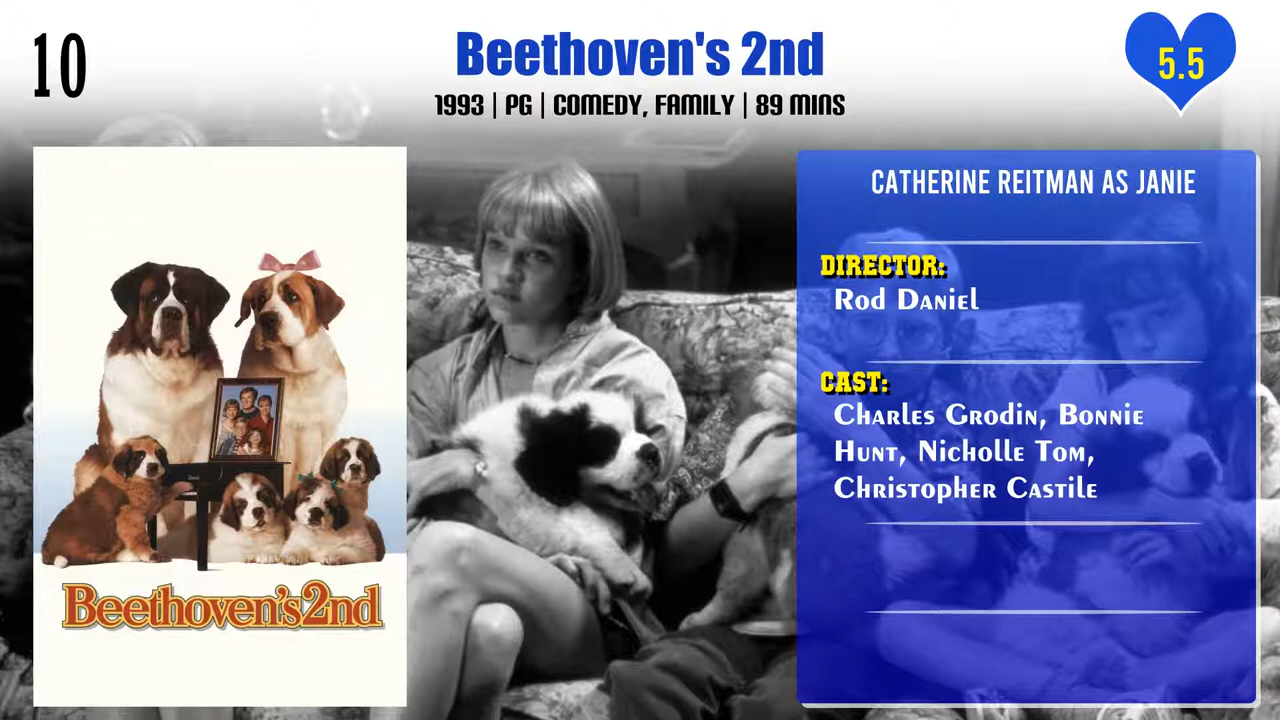 10
Beethoven's 2nd
1993 | PG | COMEDY, FAMILY | 89 MINS
5.5
CATHERINE REITMAN AS JANIE
DIRECTOR:
Rod Daniel
CAST:
Charles Grodin, Bonnie
Hunt, Nicholle Tom,
Christopher Castile
Beethoven's 2nd